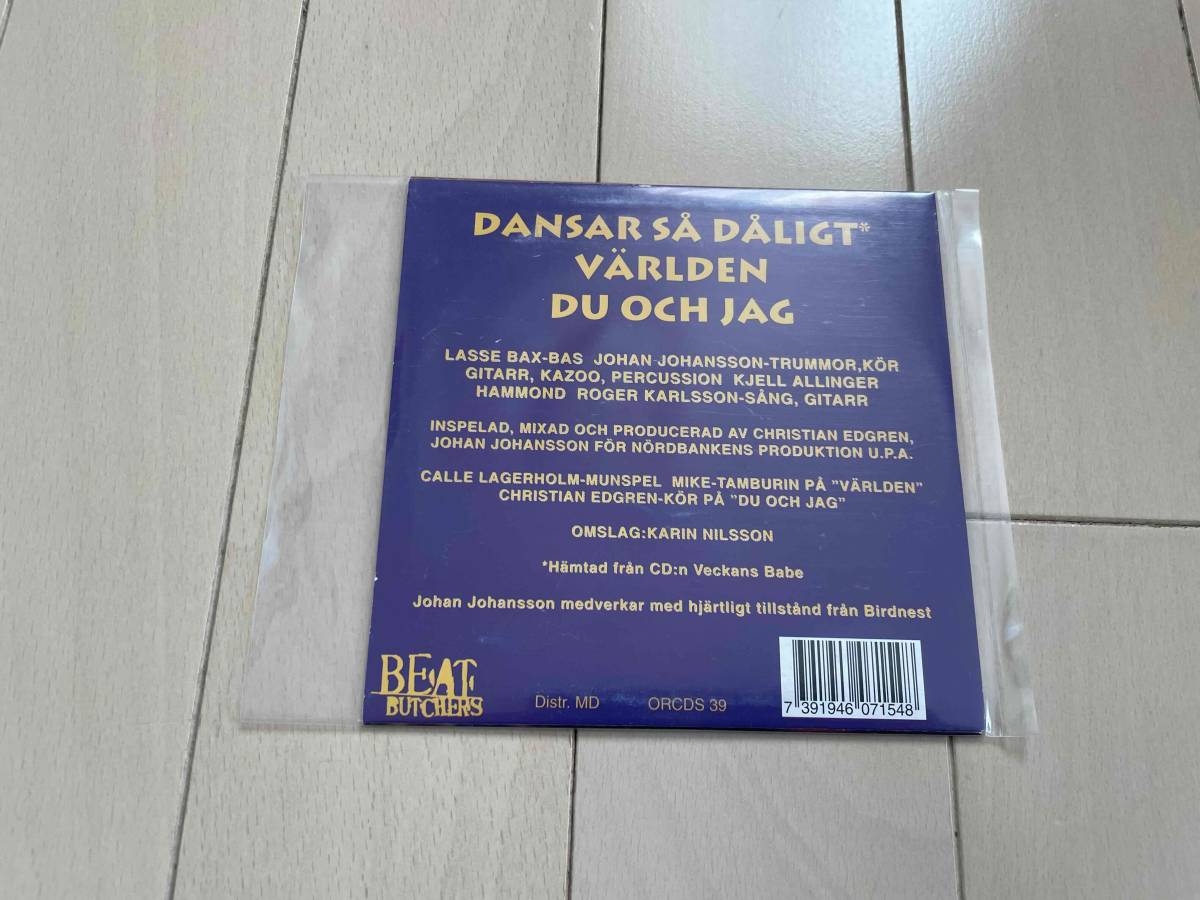 DANSAR SÅ DÅLIGT*
VÄRLDEN
DU OCH JAG
LASSE BAX-BAS JOHAN JOHANSSON-TRUMMOR,KÖR
GITARR, KAZOO, PERCUSSION KJELL ALLINGER
HAMMOND ROGER KARLSSON-SÅNG, GITARR
INSPELAD, MIXAD OCH PRODUCERAD AV CHRISTIAN EDGREN,
JOHAN JOHANSSON FÖR NÖRDBANKENS PRODUKTION U.P.A.
CALLE LAGERHOLM-MUNSPEL MIKE-TAMBURIN PÅ "VÄRLDEN"
CHRISTIAN EDGREN-KÖR PÅ "DU OCH JAG"
OMSLAG:KARIN NILSSON
*Hämtad från CD:n Veckans Babe
Johan Johansson medverkar med hjärtligt tillstånd från Birdnest
BEAT
BUTCHERS
Distr. MD ORCDS 39
7 391946 071548